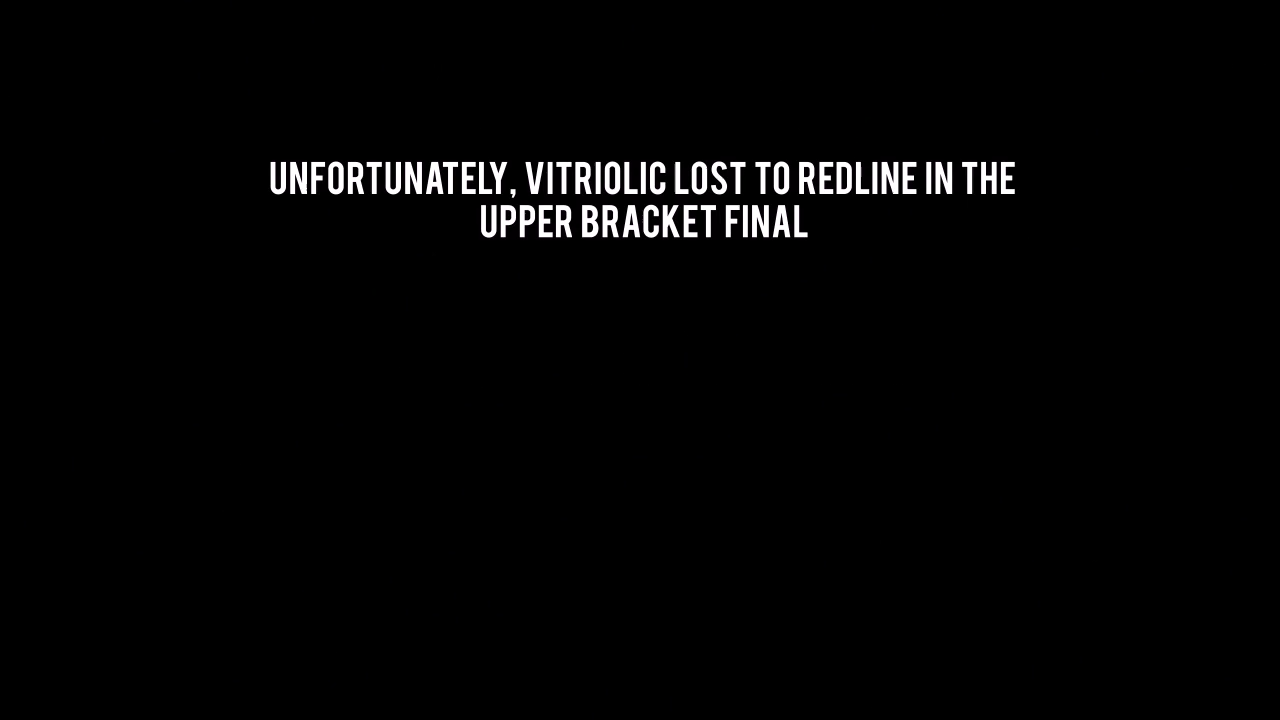 UNFORTUNATELY, VITRIOLIC LOST TO REDLINE IN THE
UPPER BRACKET FINAL